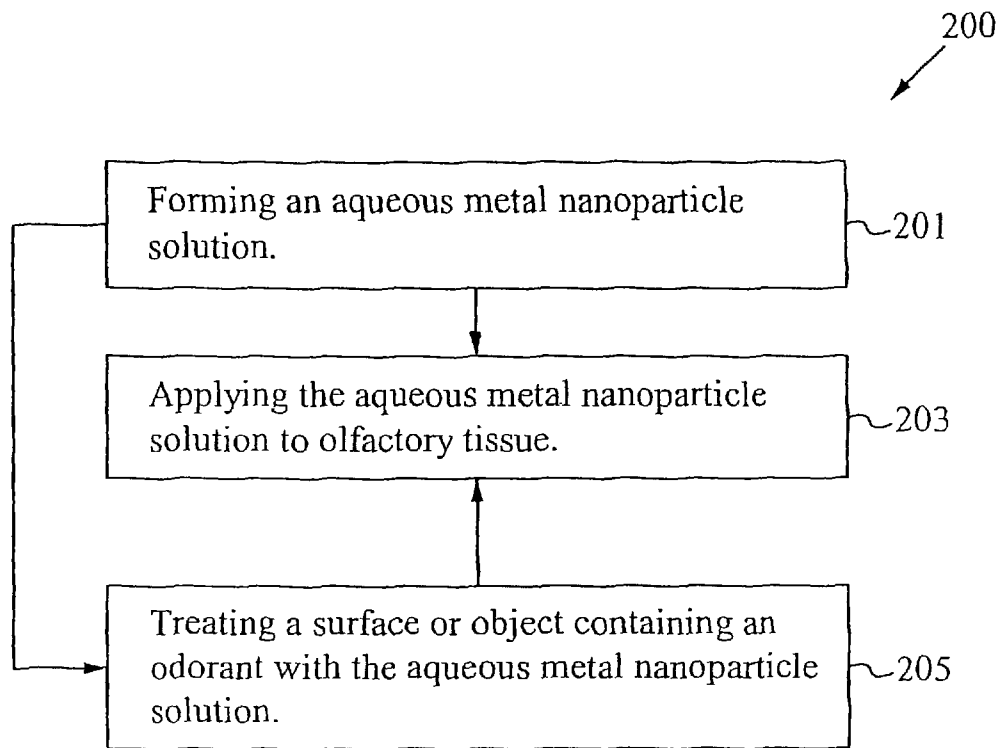 200
Forming an aqueous metal nanoparticle
solution.
201
Applying the aqueous metal nanoparticle
solution to olfactory tissue.
203
Treating a surface or object containing an
odorant with the aqueous metal nanoparticle
solution.
205